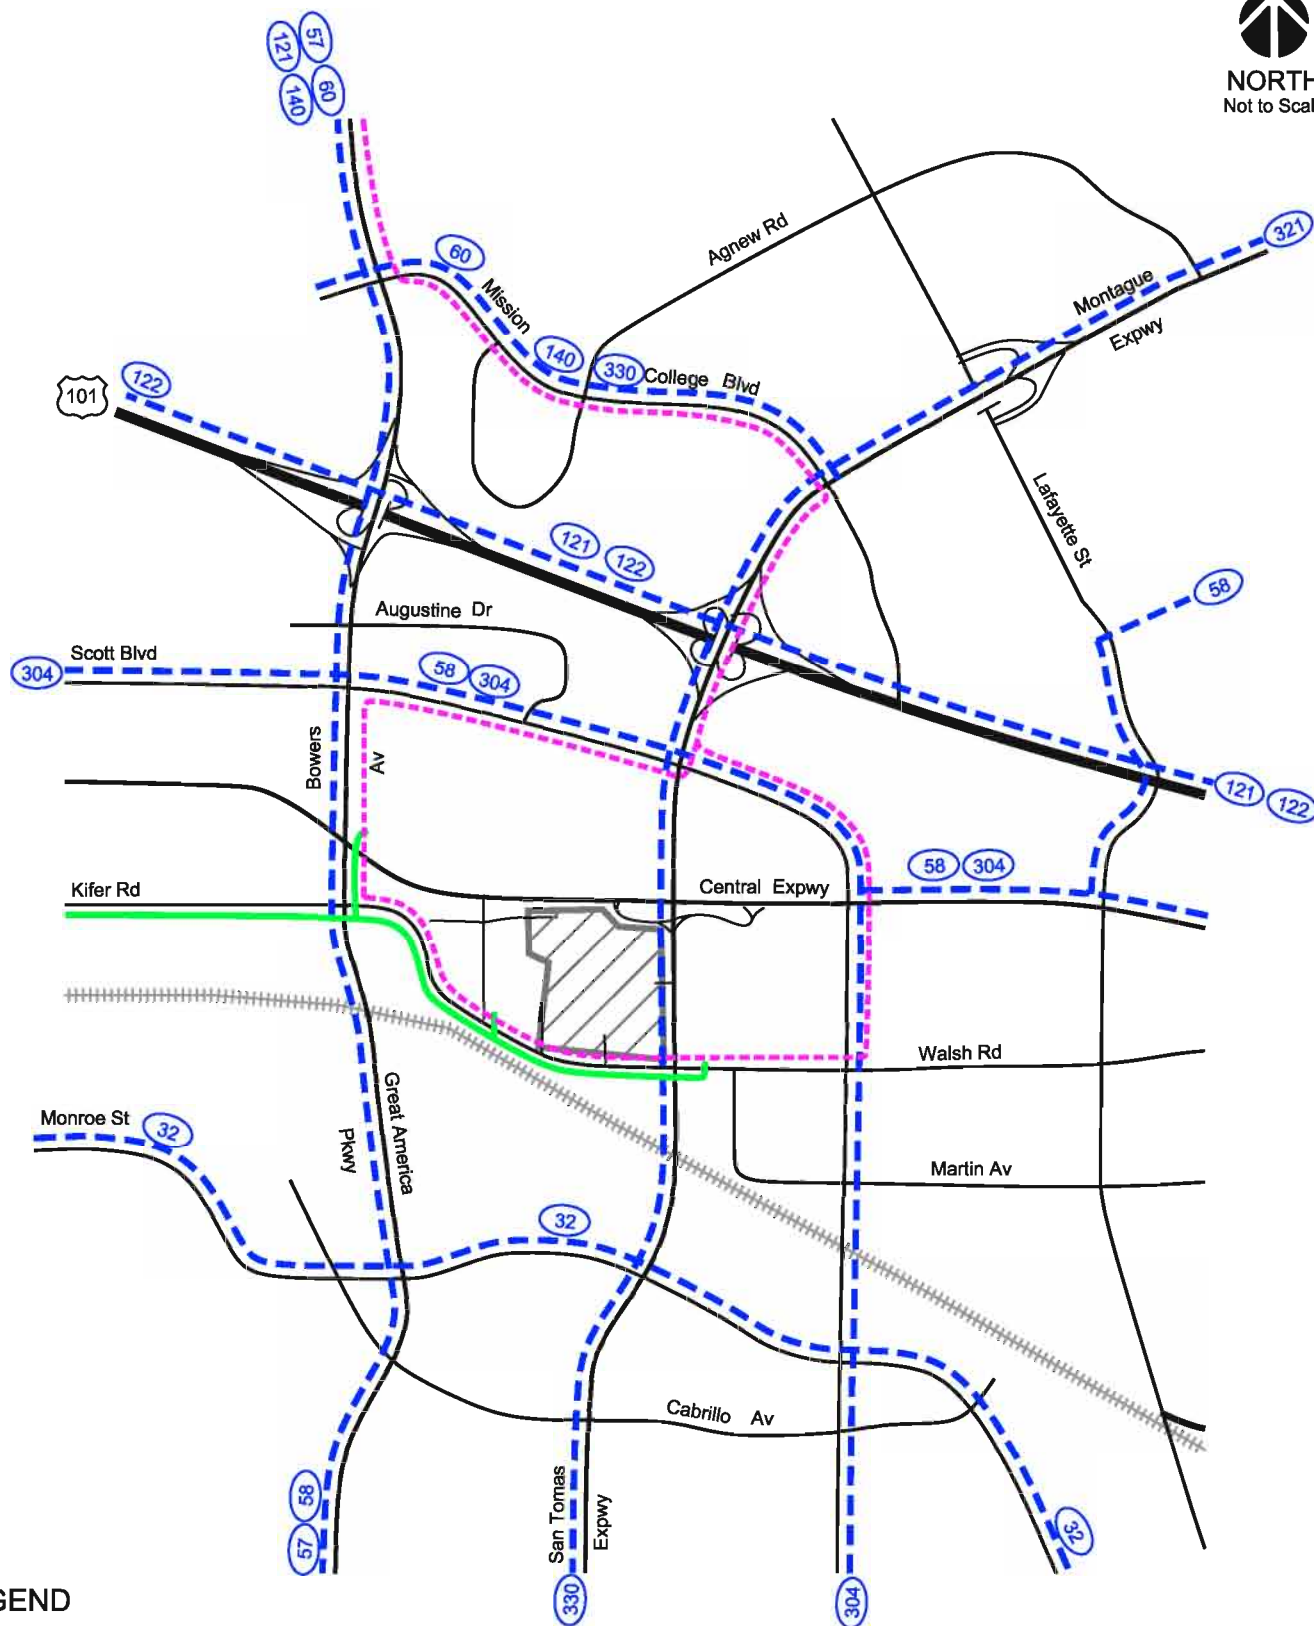 57
121
60
140
NORTH
Not to Scal
60
Mission
Agnew Rd
321
Montague
Expwy
140
330
College Blvd
101
122
Lafayette St
121
122
58
Augustine Dr
Scott Blvd
304
58
304
Bowers
Av
121
122
58
304
Kifer Rd
Central Expwy
Walsh Rd
Great America
Pkwy
Monroe St
32
Martin Av
32
Cabrillo Av
58
57
San Tomas
Expwy
330
304
32
GEND